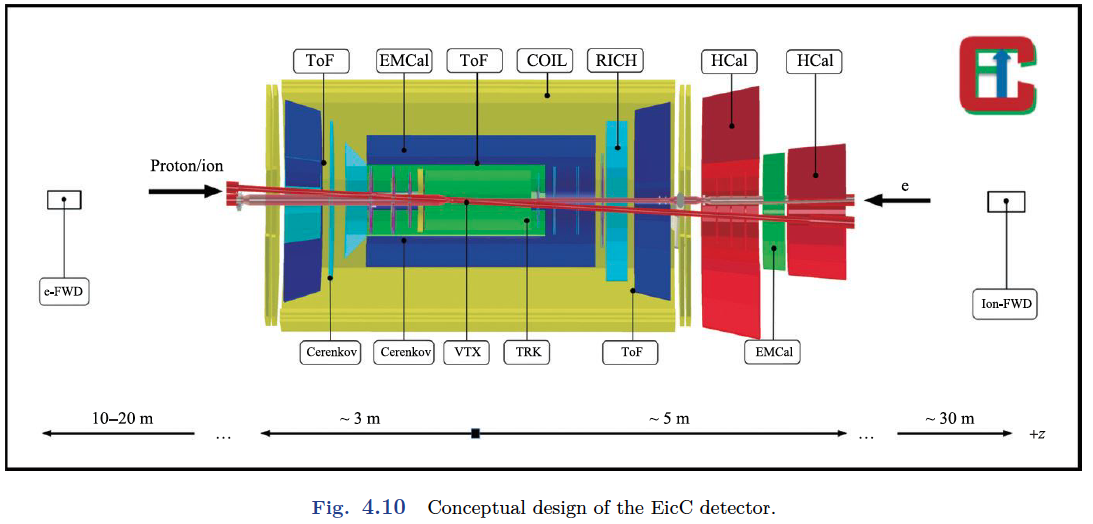 ToF EMCal ToF COIL RICH HCal HCal
EicC
Proton/ion
e
e-FWD
Ion-FWD
Cerenkov Cerenkov VTX TRK ToF EMCal
10–20 m ~ 3 m ~ 5 m ~ 30 m
... ... +z
Fig. 4.10 Conceptual design of the EicC detector.